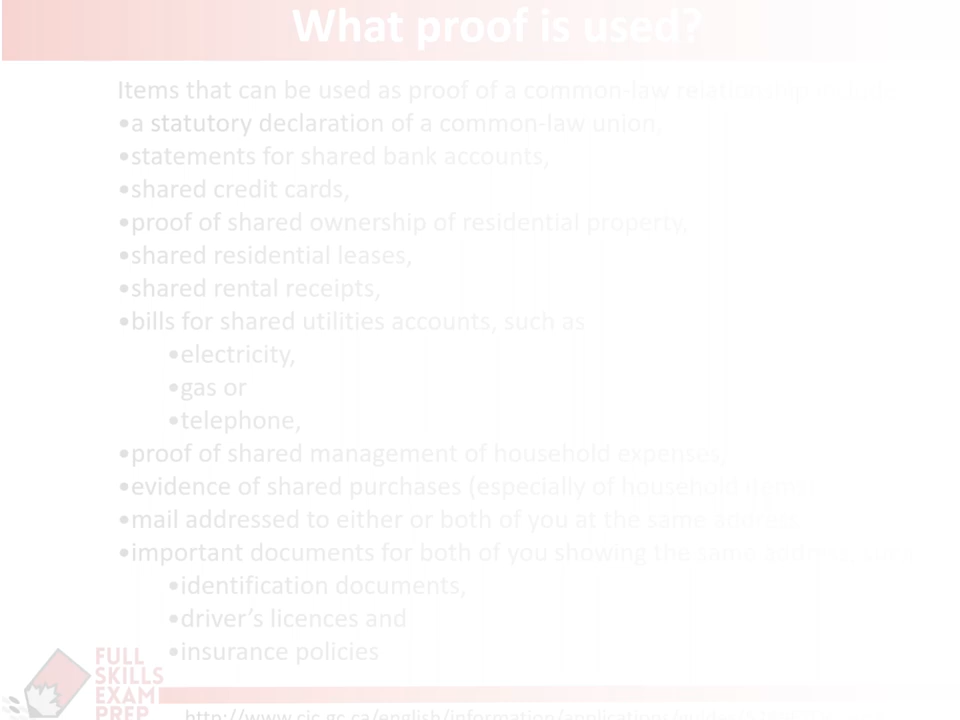 What proof is used?
Items that can be used as proof of a common-law relationship include
•a statutory declaration of a common-law union,
•statements for shared bank accounts,
•shared credit cards,
•proof of shared ownership of residential property,
•shared residential leases,
•shared rental receipts,
•bills for shared utilities accounts, such as
•electricity,
•gas or
•telephone,
•proof of shared management of household expenses,
•evidence of shared purchases (especially of household items
•mail addressed to either or both of you at the same address
•important documents for both of you showing the same address, such
•identification documents,
•driver’s licences and
•insurance policies
FULL
SKILLS
EXAM
PREP
http://www.cic.gc.ca/english/information/applications/